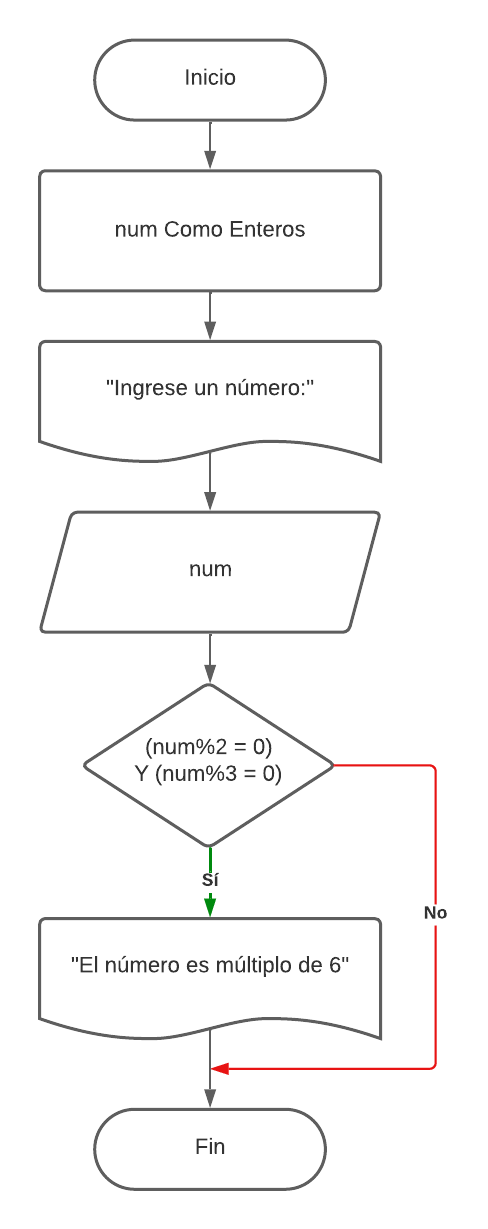 Inicio
num Como Enteros
"Ingrese un número:"
num
(num%2 = 0)
Y (num%3 = 0)
Sí
No
"El número es múltiplo de 6"
Fin